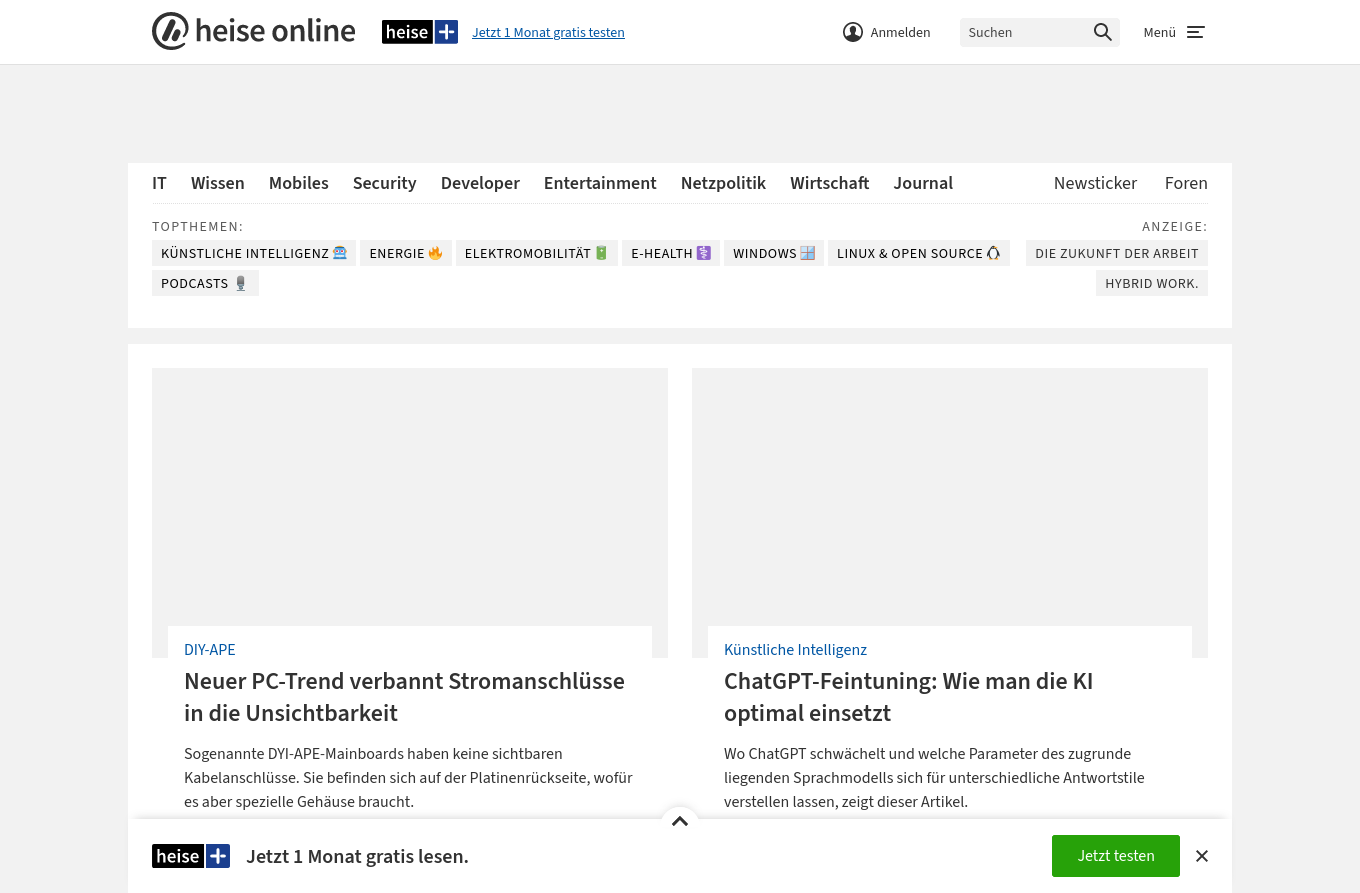 heise online
heise+ Jetzt 1 Monat gratis testen
Anmelden
Suchen
Menü
IT Wissen Mobiles Security Developer Entertainment Netzpolitik Wirtschaft Journal
Newsticker Foren
TOPTHEMEN:
KÜNSTLICHE INTELLIGENZ ENERGIE ELEKTROMOBILITÄT E-HEALTH WINDOWS LINUX & OPEN SOURCE
PODCASTS
ANZEIGE:
DIE ZUKUNFT DER ARBEIT
HYBRID WORK.
DIY-APE
Neuer PC-Trend verbannt Stromanschlüsse
in die Unsichtbarkeit
Sogenannte DYI-APE-Mainboards haben keine sichtbaren
Kabelanschlüsse. Sie befinden sich auf der Platinenrückseite, wofür
es aber spezielle Gehäuse braucht.
Künstliche Intelligenz
ChatGPT-Feintuning: Wie man die KI
optimal einsetzt
Wo ChatGPT schwächelt und welche Parameter des zugrunde
liegenden Sprachmodells sich für unterschiedliche Antwortstile
verstellen lassen, zeigt dieser Artikel.
heise+ Jetzt 1 Monat gratis lesen.
Jetzt testen